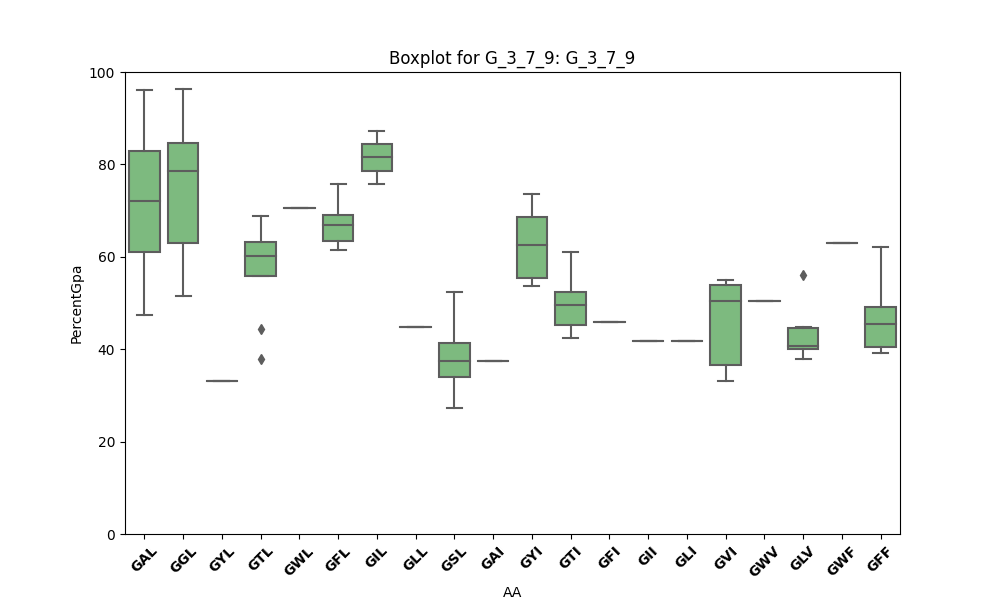 Boxplot for G_3_7_9: G_3_7_9
PercentGpa
100
80
60
40
20
0
GAL GGL GYL GTL GWL GFL GIL GLL GSL GAI GYI GTI GFI GII GLI GVI GWV GLV GWF GFF
AA